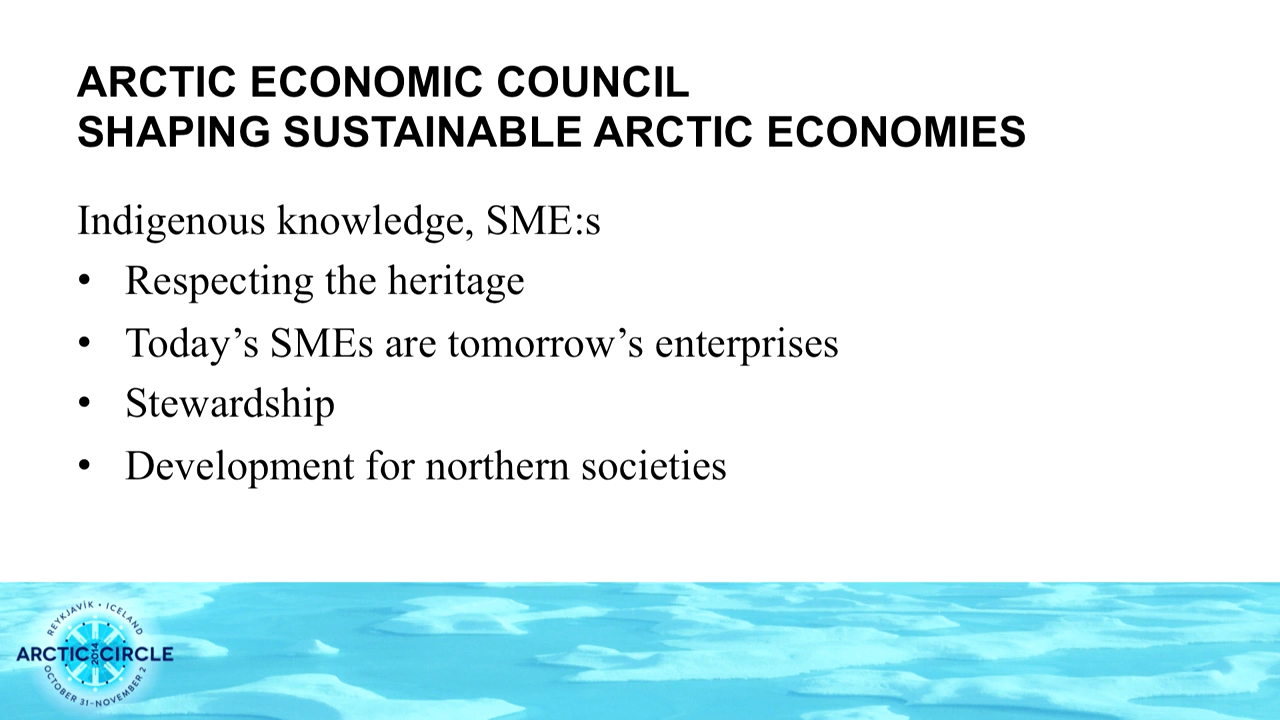 ARCTIC ECONOMIC COUNCIL
SHAPING SUSTAINABLE ARCTIC ECONOMIES
Indigenous knowledge, SME:s
• Respecting the heritage
• Today’s SMEs are tomorrow’s enterprises
• Stewardship
• Development for northern societies
REYKJAVÍK • ICELAND
ARCTIC 2014 CIRCLE
OCTOBER 31–NOVEMBER 2